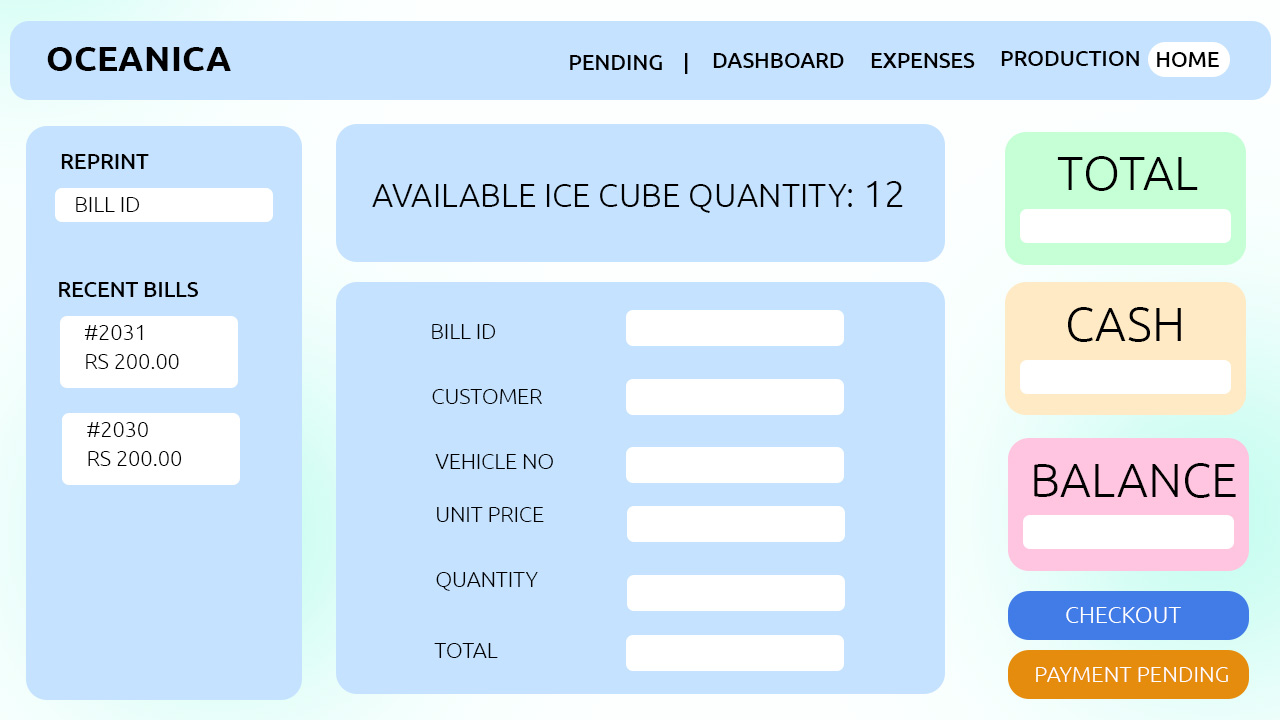 OCEANICA
PENDING | DASHBOARD EXPENSES PRODUCTION HOME
REPRINT
BILL ID
RECENT BILLS
#2031
RS 200.00
#2030
RS 200.00
AVAILABLE ICE CUBE QUANTITY: 12
BILL ID
CUSTOMER
VEHICLE NO
UNIT PRICE
QUANTITY
TOTAL
TOTAL
CASH
BALANCE
CHECKOUT
PAYMENT PENDING